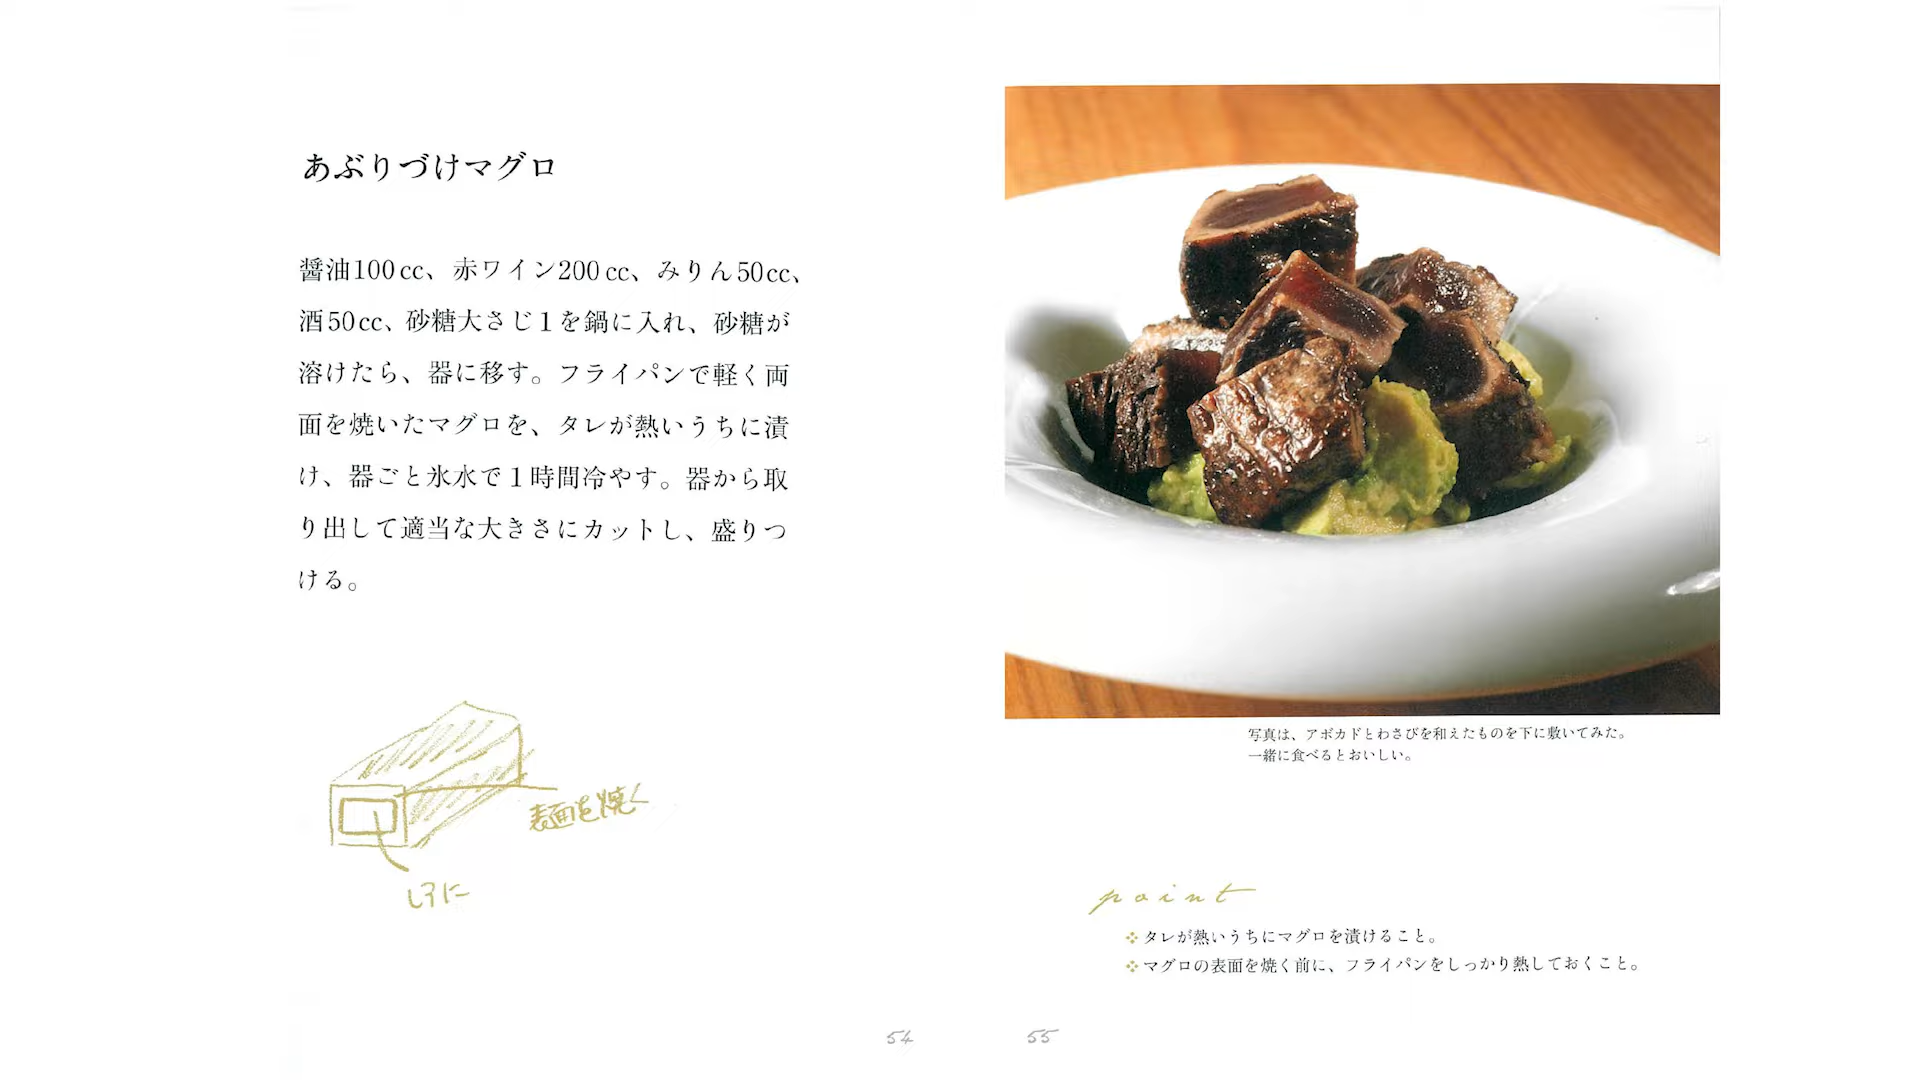 あぶりづけマグロ
醤油100cc、赤ワイン200cc、みりん50cc、
酒50cc、砂糖大さじ1を鍋に入れ、砂糖が
溶けたら、器に移す。フライパンで軽く両
面を焼いたマグロを、タレが熱いうちに漬
け、器ごと氷水で1時間冷やす。器から取
り出して適当な大きさにカットし、盛りつ
ける。
表面を焼く
レアに
54
写真は、アボカドとわさびを和えたものを下に敷いてみた。
一緒に食べるとおいしい。
point
タレが熱いうちにマグロを漬けること。
マグロの表面を焼く前に、フライパンをしっかり熱しておくこと。
55